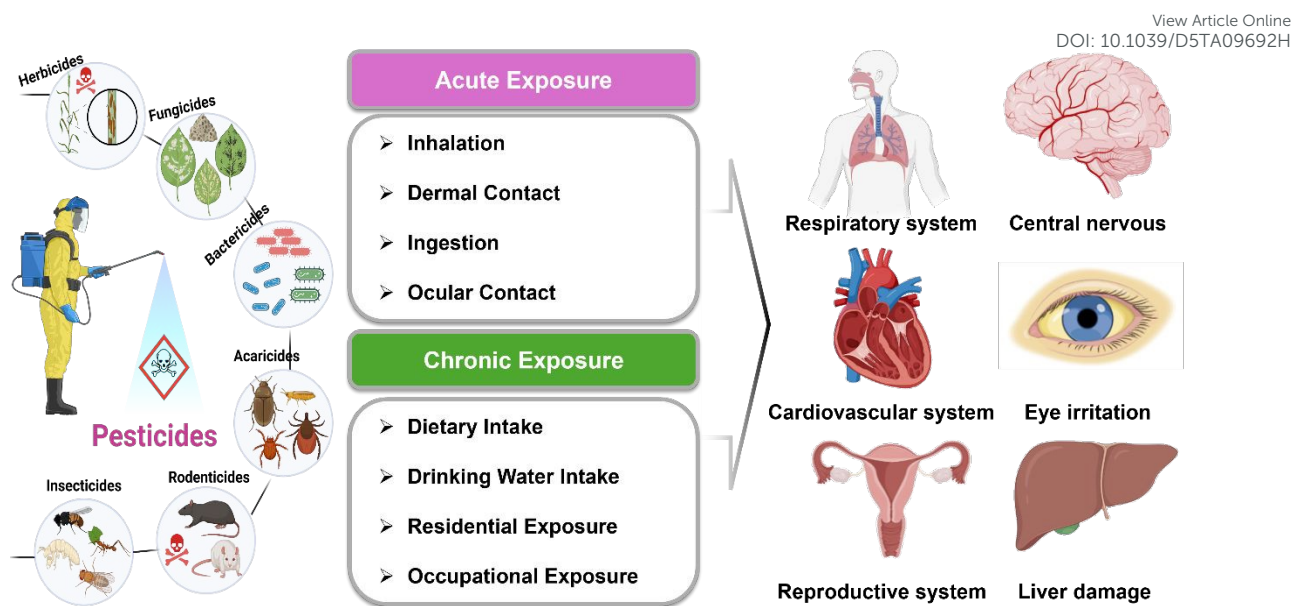 View Article Online
DOI: 10.1039/D5TA09692H
Herbicides
Fungicides
Bactericides
Acaricides
Rodenticides
Insecticides
Pesticides
Acute Exposure
Inhalation
Dermal Contact
Ingestion
Ocular Contact
Chronic Exposure
Dietary Intake
Drinking Water Intake
Residential Exposure
Occupational Exposure
Respiratory system
Central nervous
Cardiovascular system
Eye irritation
Reproductive system
Liver damage